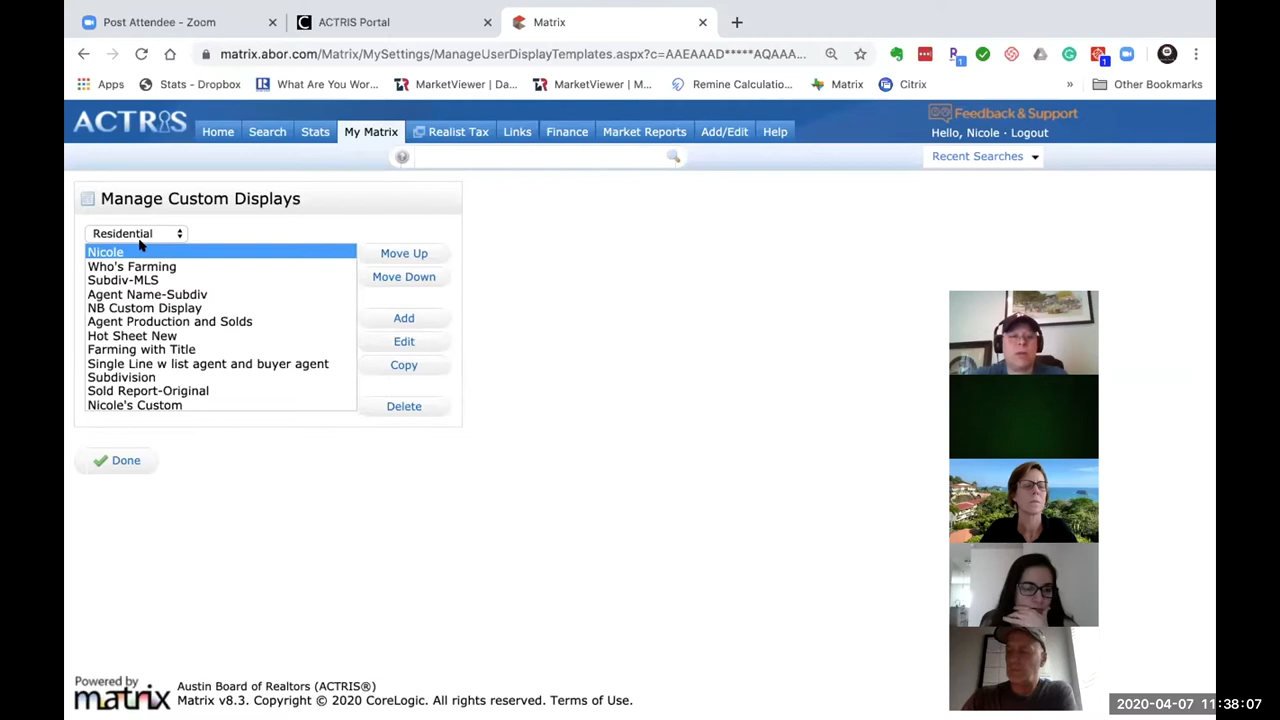 Post Attendee - Zoom
ACTRIS Portal
Matrix
matrix.abor.com/Matrix/MySettings/ManageUserDisplayTemplates.aspx?c=AAEAAAD*****AQAAA...
Apps
Stats - Dropbox
What Are You Wor...
MarketViewer | Da...
MarketViewer | M...
Remine Calculatio...
Matrix
Citrix
»
Other Bookmarks
ACTRIS
Feedback & Support
Hello, Nicole · Logout
Home
Search
Stats
My Matrix
Realist Tax
Links
Finance
Market Reports
Add/Edit
Help
Recent Searches
Manage Custom Displays
Residential
Nicole
Who's Farming
Subdiv-MLS
Agent Name-Subdiv
NB Custom Display
Agent Production and Solds
Hot Sheet New
Farming with Title
Single Line w list agent and buyer agent
Subdivision
Sold Report-Original
Nicole's Custom
Move Up
Move Down
Add
Edit
Copy
Delete
Done
Powered by
matrix
Austin Board of Realtors (ACTRIS®)
Matrix v8.3. Copyright © 2020 CoreLogic. All rights reserved. Terms of Use.
2020-04-07 11:38:07